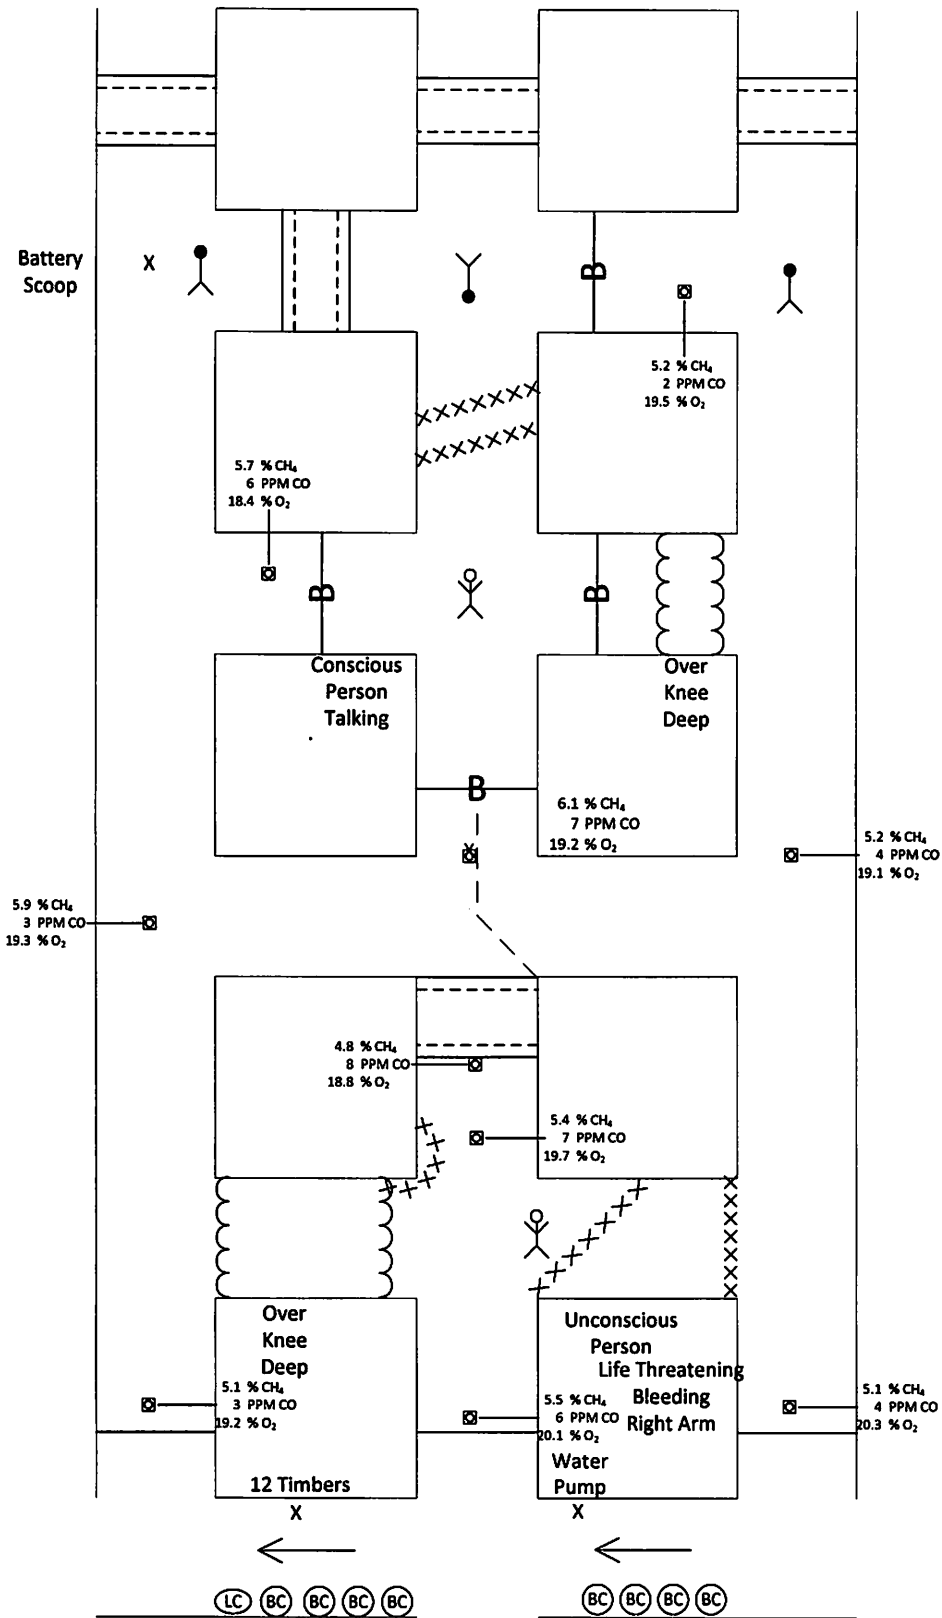 Battery
Scoop
X
B
5.2 % CH₄
2 PPM CO
19.5 % O₂
5.7 % CH₄
6 PPM CO
18.4 % O₂
B
B
Conscious
Person
Talking
Over
Knee
Deep
B
6.1 % CH₄
7 PPM CO
19.2 % O₂
X
5.2 % CH₄
4 PPM CO
19.1 % O₂
5.9 % CH₄
3 PPM CO
19.3 % O₂
4.8 % CH₄
8 PPM CO
18.8 % O₂
5.4 % CH₄
7 PPM CO
19.7 % O₂
Over
Knee
Deep
Unconscious
Person
Life Threatening
Bleeding
Right Arm
5.1 % CH₄
3 PPM CO
19.2 % O₂
5.5 % CH₄
6 PPM CO
20.1 % O₂
5.1 % CH₄
4 PPM CO
20.3 % O₂
12 Timbers
X
Water
Pump
X
LC BC BC BC BC
BC BC BC BC